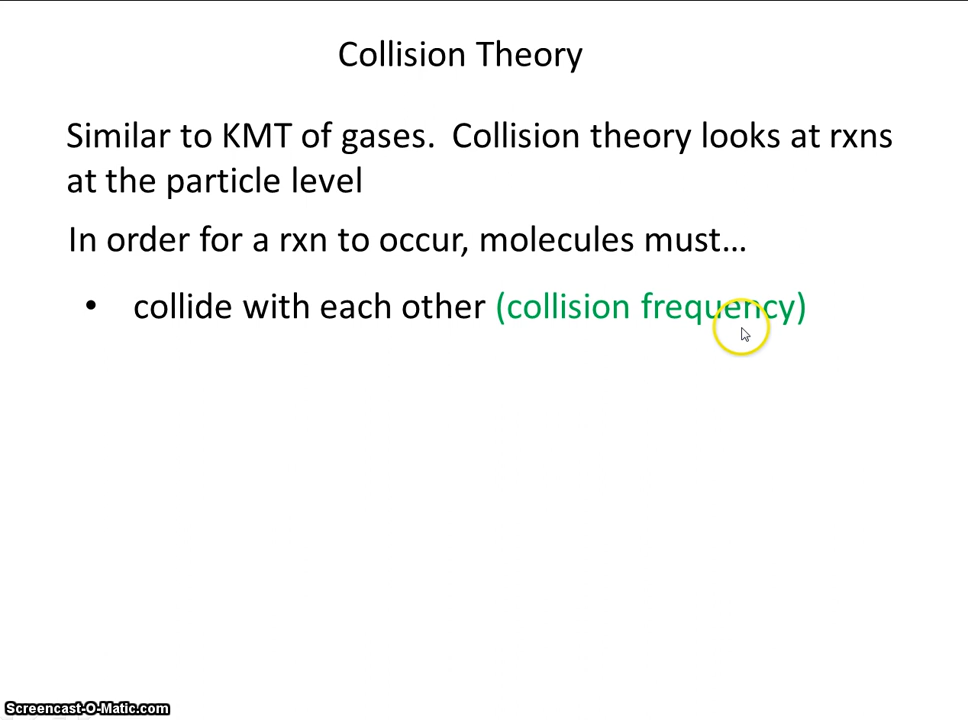 Collision Theory
Similar to KMT of gases.  Collision theory looks at rxns
at the particle level
In order for a rxn to occur, molecules must…
• collide with each other (collision frequency)
Screencast-O-Matic.com